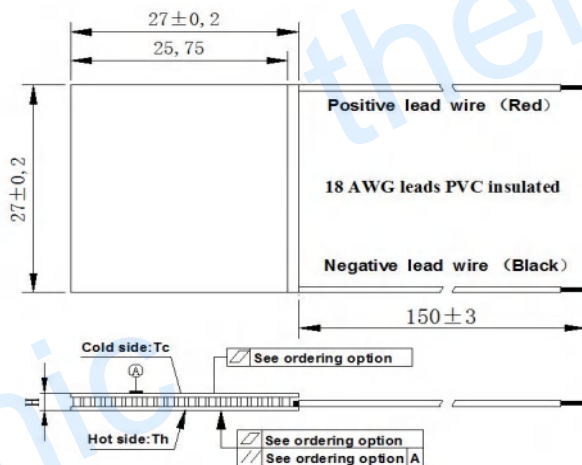 27±0,2
25,75
27±0,2
Positive lead wire (Red)
18 AWG leads PVC insulated
Negative lead wire (Black)
150±3
Cold side:Tc
See ordering option
A
H
Hot side:Th
See ordering option
See ordering option A